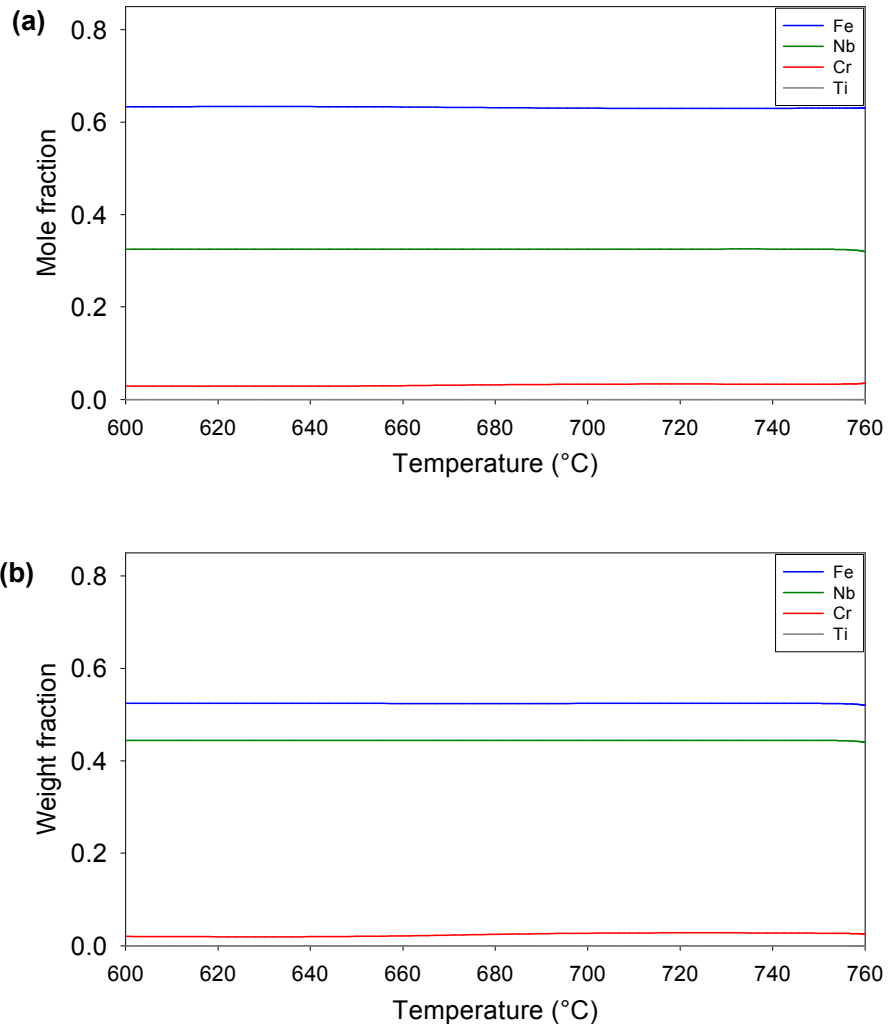 (a)
Mole fraction
0.8
0.6
0.4
0.2
0.0
Fe
Nb
Cr
Ti
600 620 640 660 680 700 720 740 760
Temperature (°C)
(b)
Weight fraction
0.8
0.6
0.4
0.2
0.0
Fe
Nb
Cr
Ti
600 620 640 660 680 700 720 740 760
Temperature (°C)